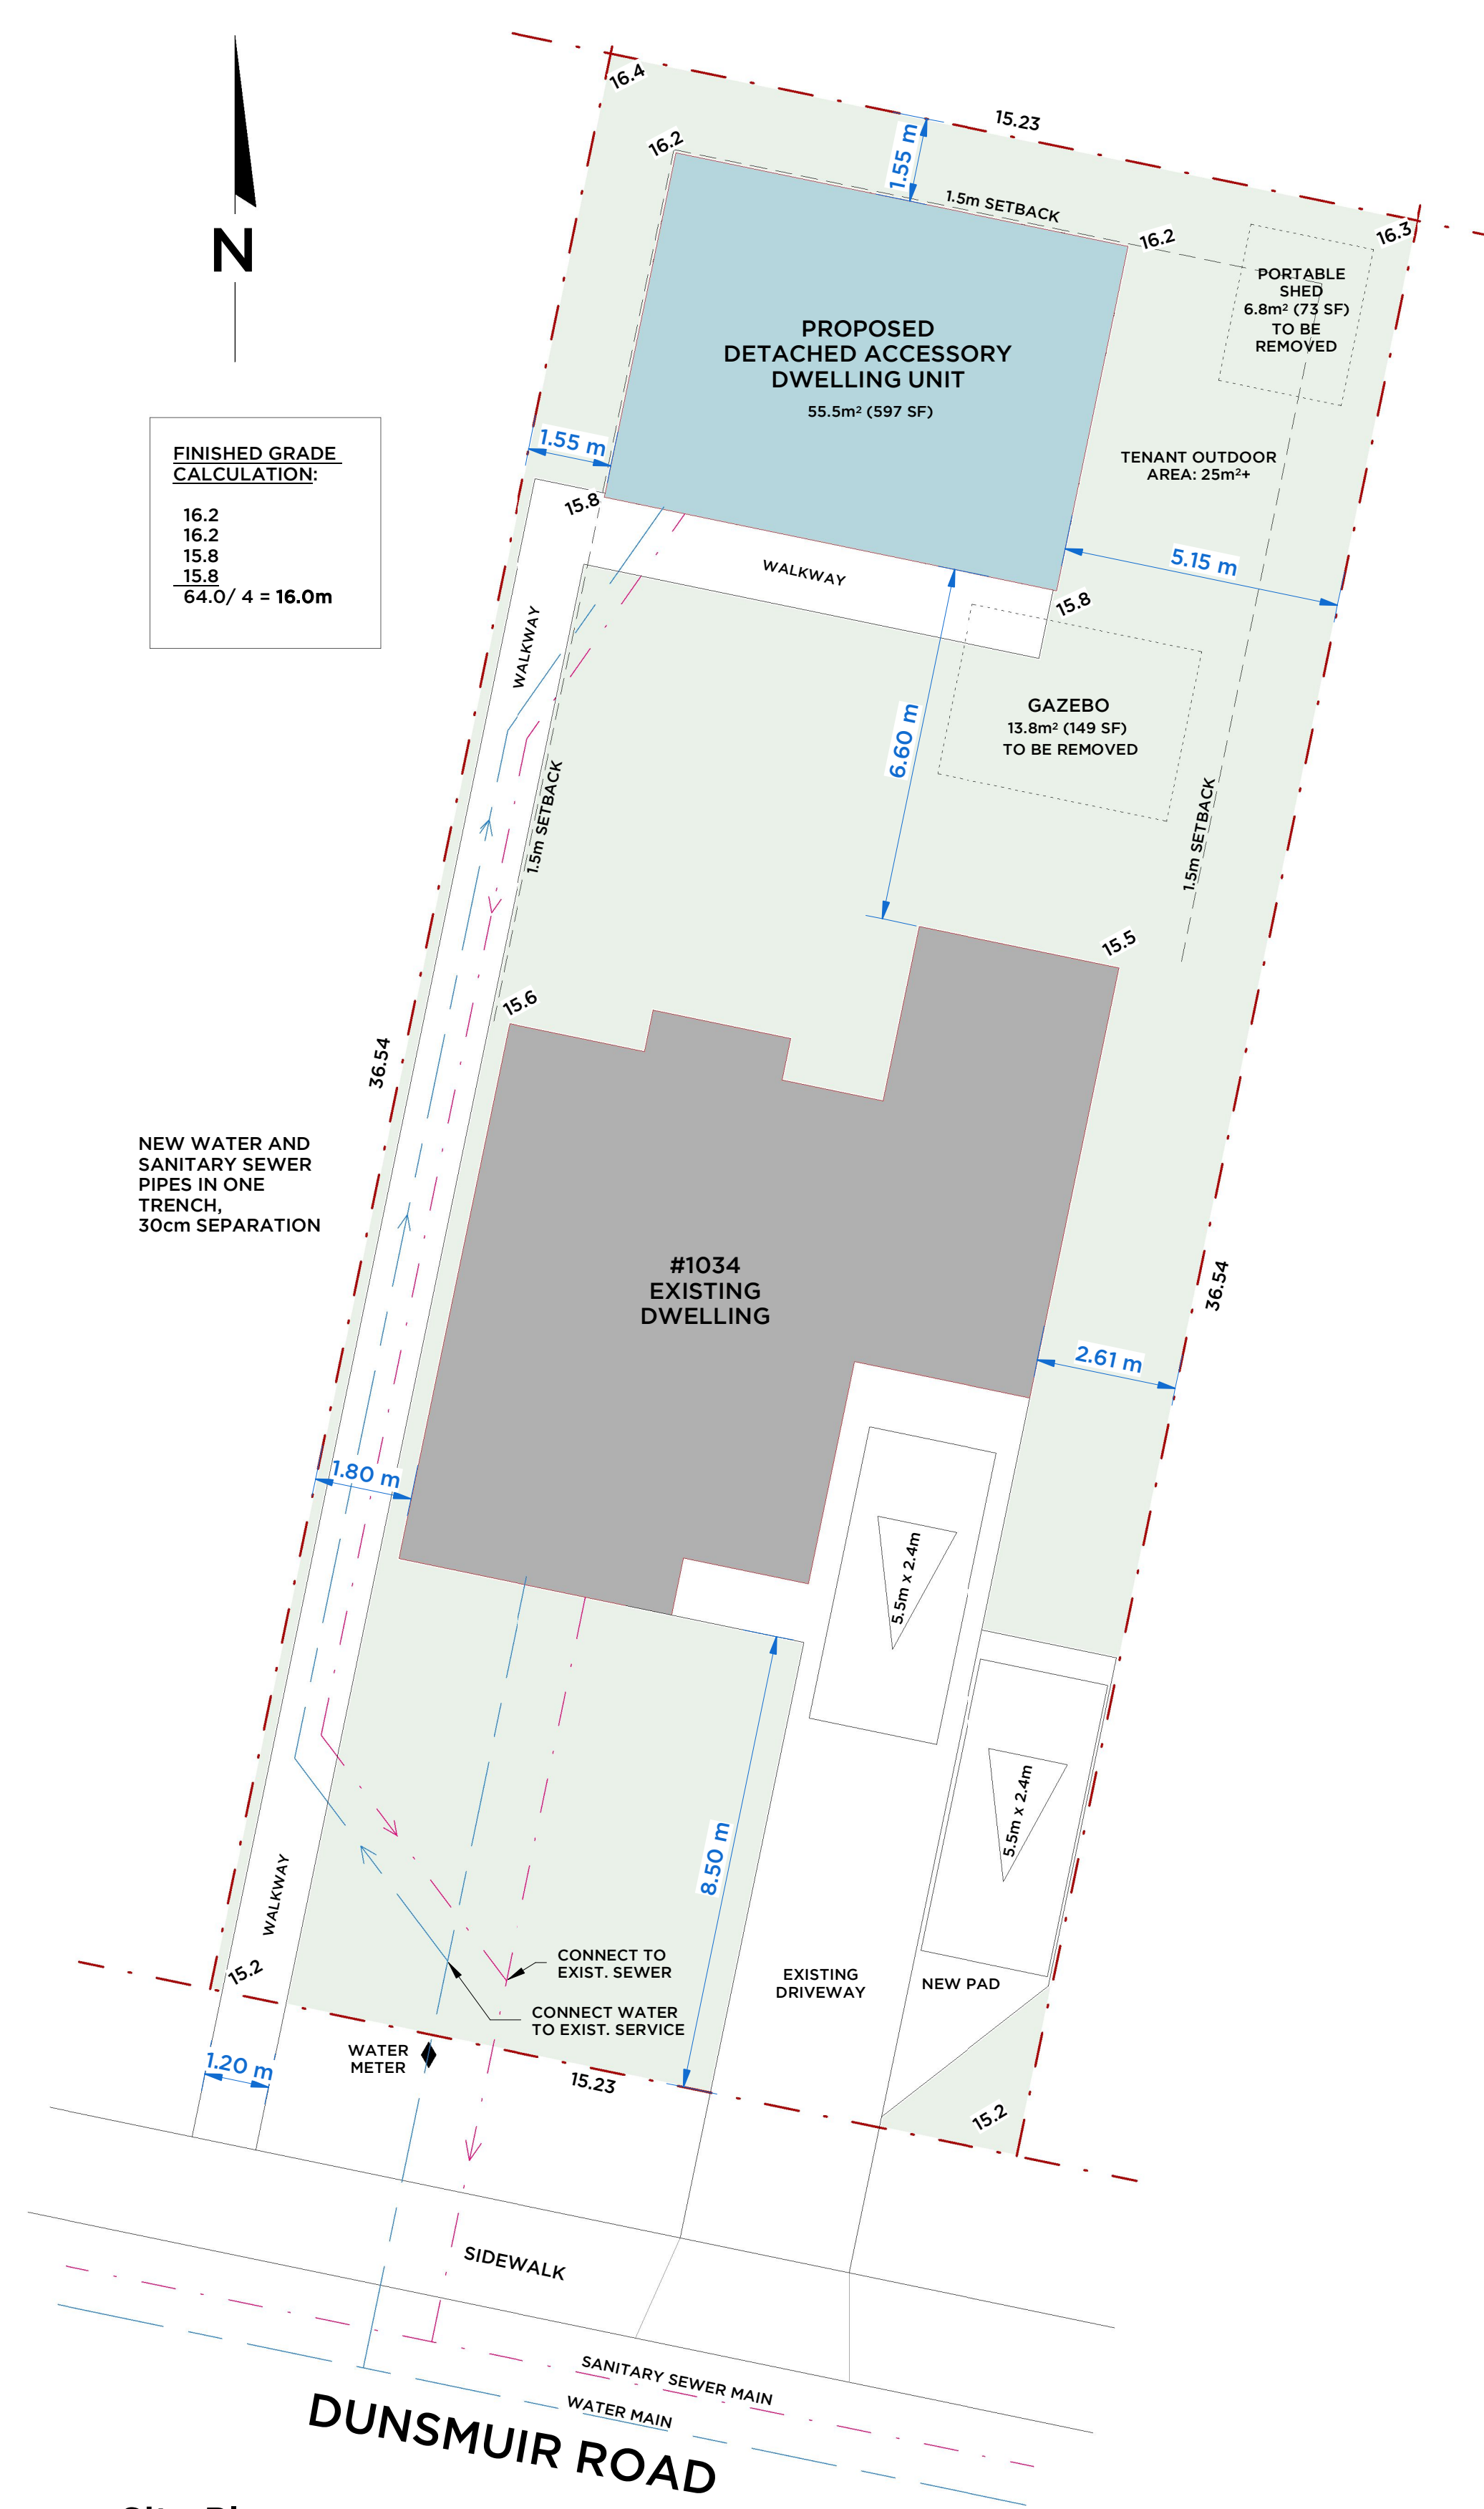 16.4
15.23
16.2
1.55 m
1.5m SETBACK
16.2
16.3
N
PORTABLE
SHED
6.8m² (73 SF)
TO BE
REMOVED
PROPOSED
DETACHED ACCESSORY
DWELLING UNIT
55.5m² (597 SF)
1.55 m
FINISHED GRADE
CALCULATION:
16.2
16.2
15.8
15.8
64.0/ 4 = 16.0m
TENANT OUTDOOR
AREA: 25m²+
15.8
WALKWAY
5.15 m
15.8
WALKWAY
GAZEBO
13.8m² (149 SF)
TO BE REMOVED
6.60 m
1.5m SETBACK
1.5m SETBACK
15.5
15.6
36.54
NEW WATER AND
SANITARY SEWER
PIPES IN ONE
TRENCH,
30cm SEPARATION
#1034
EXISTING
DWELLING
36.54
2.61 m
1.80 m
5.5m x 2.4m
5.5m x 2.4m
8.50 m
WALKWAY
15.2
CONNECT TO
EXIST. SEWER
EXISTING
DRIVEWAY
NEW PAD
CONNECT WATER
TO EXIST. SERVICE
WATER
METER
1.20 m
15.23
15.2
SIDEWALK
SANITARY SEWER MAIN
WATER MAIN
DUNSMUIR ROAD